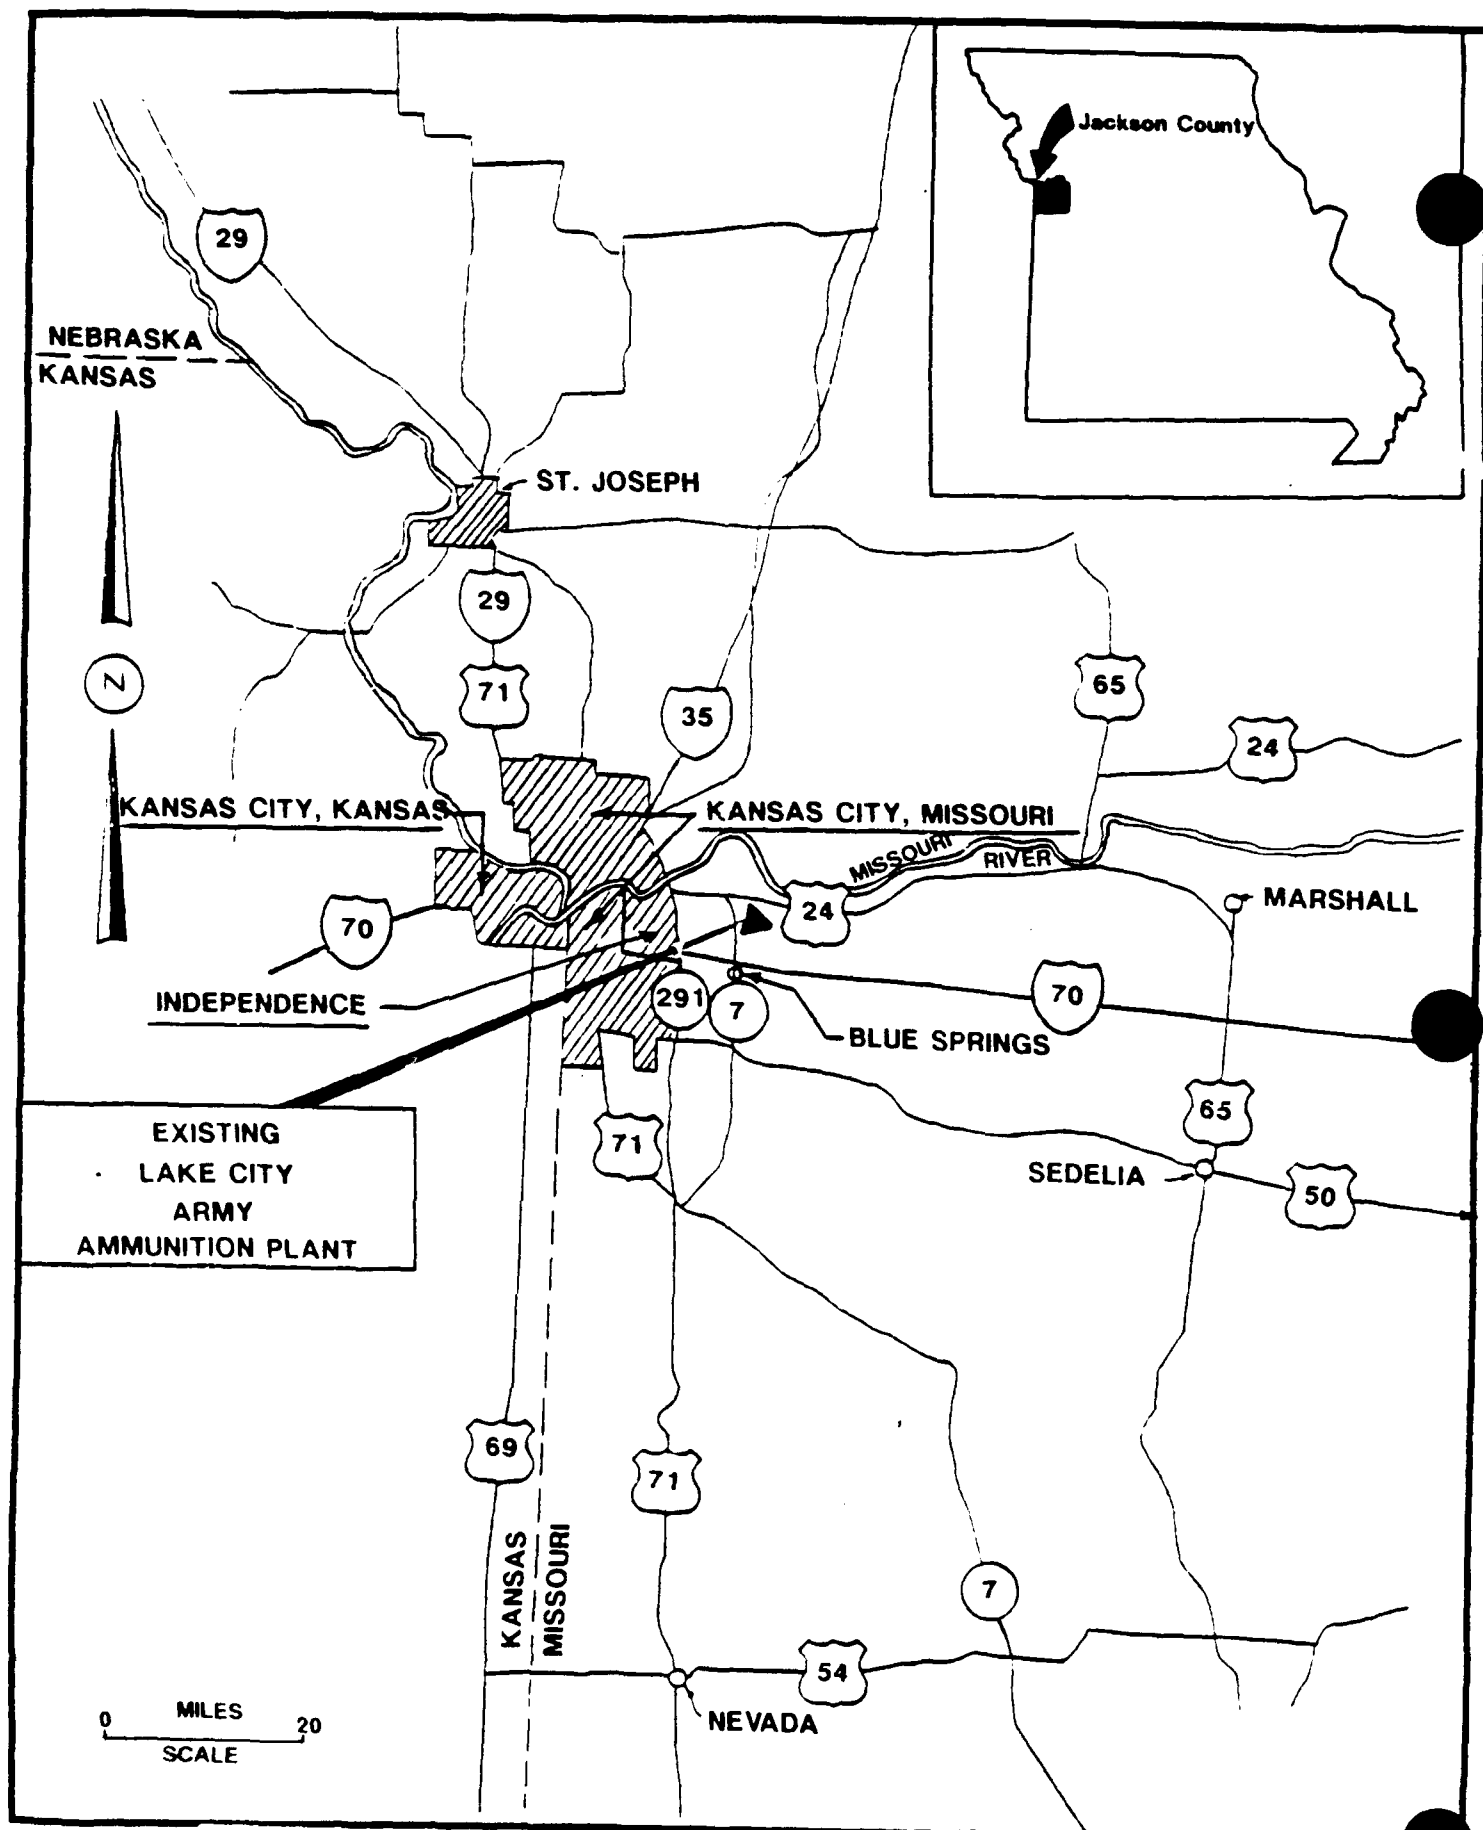 Jackson County
29
NEBRASKA
KANSAS
ST. JOSEPH
29
71
35
65
24
N
KANSAS CITY, KANSAS
KANSAS CITY, MISSOURI
MISSOURI
RIVER
24
MARSHALL
70
INDEPENDENCE
291
7
70
BLUE SPRINGS
EXISTING
LAKE CITY
ARMY
AMMUNITION PLANT
71
65
SEDELIA
50
69
71
KANSAS
MISSOURI
7
54
NEVADA
0 MILES 20
SCALE